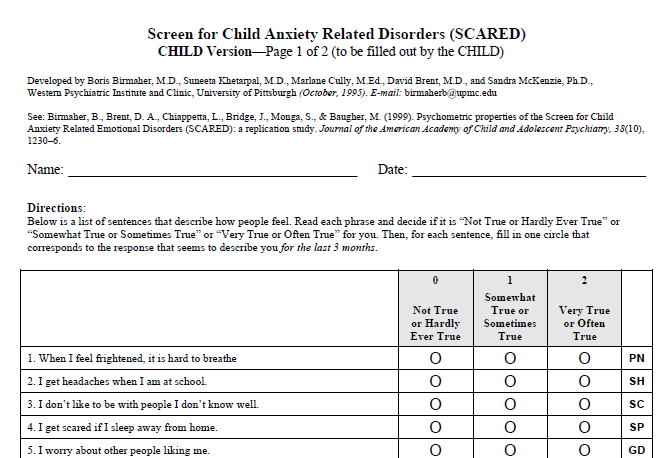 Screen for Child Anxiety Related Disorders (SCARED)
CHILD Version—Page 1 of 2 (to be filled out by the CHILD)
Developed by Boris Birmaher, M.D., Suneeta Khetarpal, M.D., Marlane Cully, M.Ed., David Brent, M.D., and Sandra McKenzie, Ph.D.,
Western Psychiatric Institute and Clinic, University of Pittsburgh (October, 1995). E-mail: birmaherb@upmc.edu
See: Birmaher, B., Brent, D. A., Chiappetta, L., Bridge, J., Monga, S., & Baugher, M. (1999). Psychometric properties of the Screen for Child
Anxiety Related Emotional Disorders (SCARED): a replication study. Journal of the American Academy of Child and Adolescent Psychiatry, 38(10),
1230–6.
Name: Date:
Directions:
Below is a list of sentences that describe how people feel. Read each phrase and decide if it is “Not True or Hardly Ever True” or
“Somewhat True or Sometimes True” or “Very True or Often True” for you. Then, for each sentence, fill in one circle that
corresponds to the response that seems to describe you for the last 3 months.
0 1 2
Somewhat
Not True True or Very True
or Hardly Sometimes or Often
Ever True True True
1. When I feel frightened, it is hard to breathe O O O PN
2. I get headaches when I am at school. O O O SH
3. I don’t like to be with people I don’t know well. O O O SC
4. I get scared if I sleep away from home. O O O SP
5. I worry about other people liking me. O O O GD